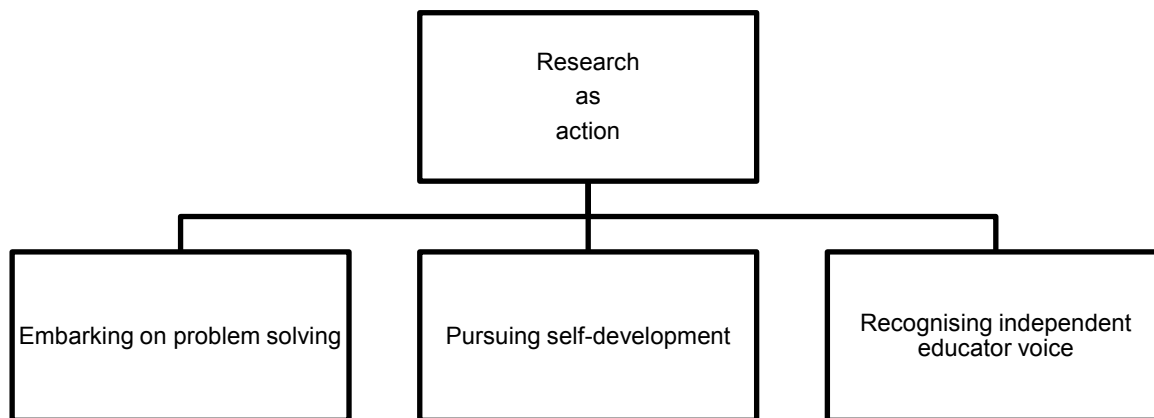 Research
as
action
Embarking on problem solving
Pursuing self-development
Recognising independent
educator voice